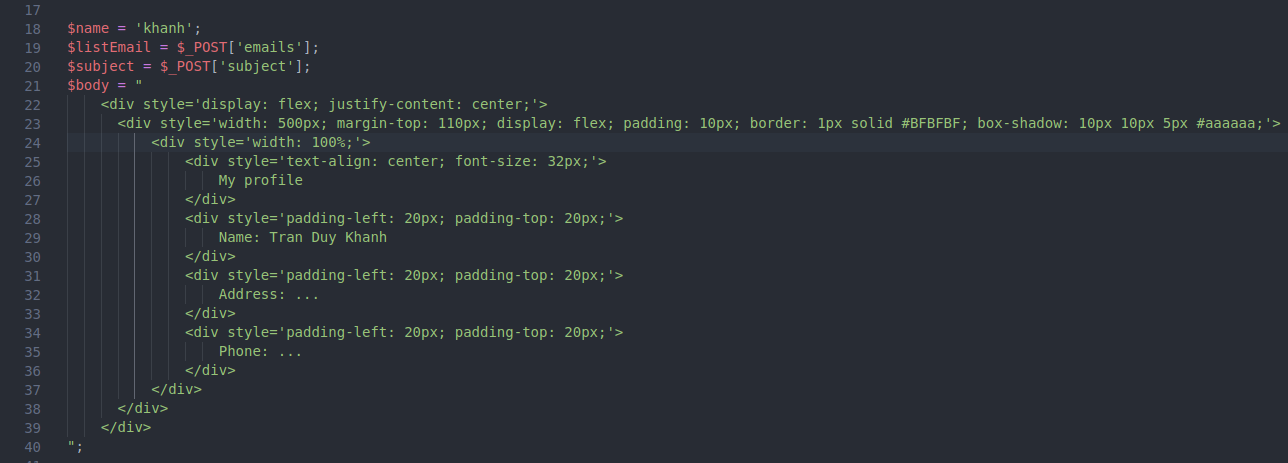 17
18 $name = 'khanh';
19 $listEmail = $_POST['emails'];
20 $subject = $_POST['subject'];
21 $body = "
22 <div style='display: flex; justify-content: center;'>
23 <div style='width: 500px; margin-top: 110px; display: flex; padding: 10px; border: 1px solid #BFBFBF; box-shadow: 10px 10px 5px #aaaaaa;'>
24 <div style='width: 100%;'>
25 <div style='text-align: center; font-size: 32px;'>
26 My profile
27 </div>
28 <div style='padding-left: 20px; padding-top: 20px;'>
29 Name: Tran Duy Khanh
30 </div>
31 <div style='padding-left: 20px; padding-top: 20px;'>
32 Address: ...
33 </div>
34 <div style='padding-left: 20px; padding-top: 20px;'>
35 Phone: ...
36 </div>
37 </div>
38 </div>
39 </div>
40 ";